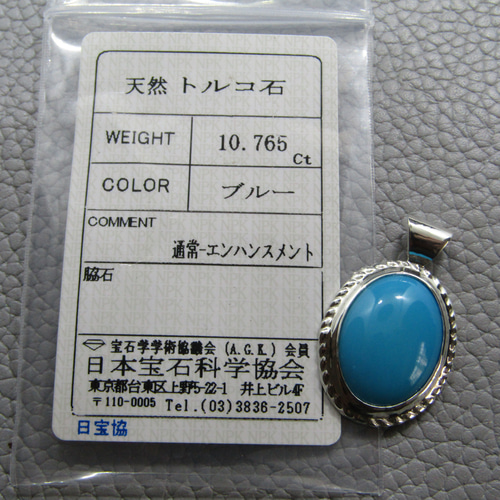 天然 トルコ石
WEIGHT 10.765 Ct
COLOR ブルー
COMMENT
通常-エンハンスメント
脇石
宝石学学術協議会 (A.G.K.) 会員
日本宝石科学協会
東京都台東区上野5-22-1 井上ビル4F
〒110-0005 Tel.(03)3836-2507
日宝協